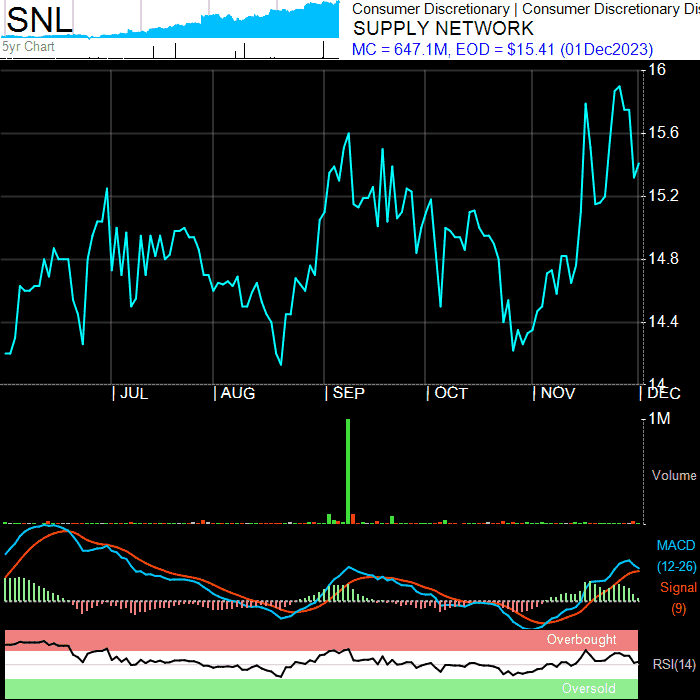 SNL
5yr Chart
Consumer Discretionary | Consumer Discretionary Dis
SUPPLY NETWORK
MC = 647.1M, EOD = $15.41 (01Dec2023)
16
15.6
15.2
14.8
14.4
14
| JUL | AUG | SEP | OCT | NOV | DEC
1M
Volume
MACD
(12-26)
Signal
(9)
Overbought
RSI(14)
Oversold